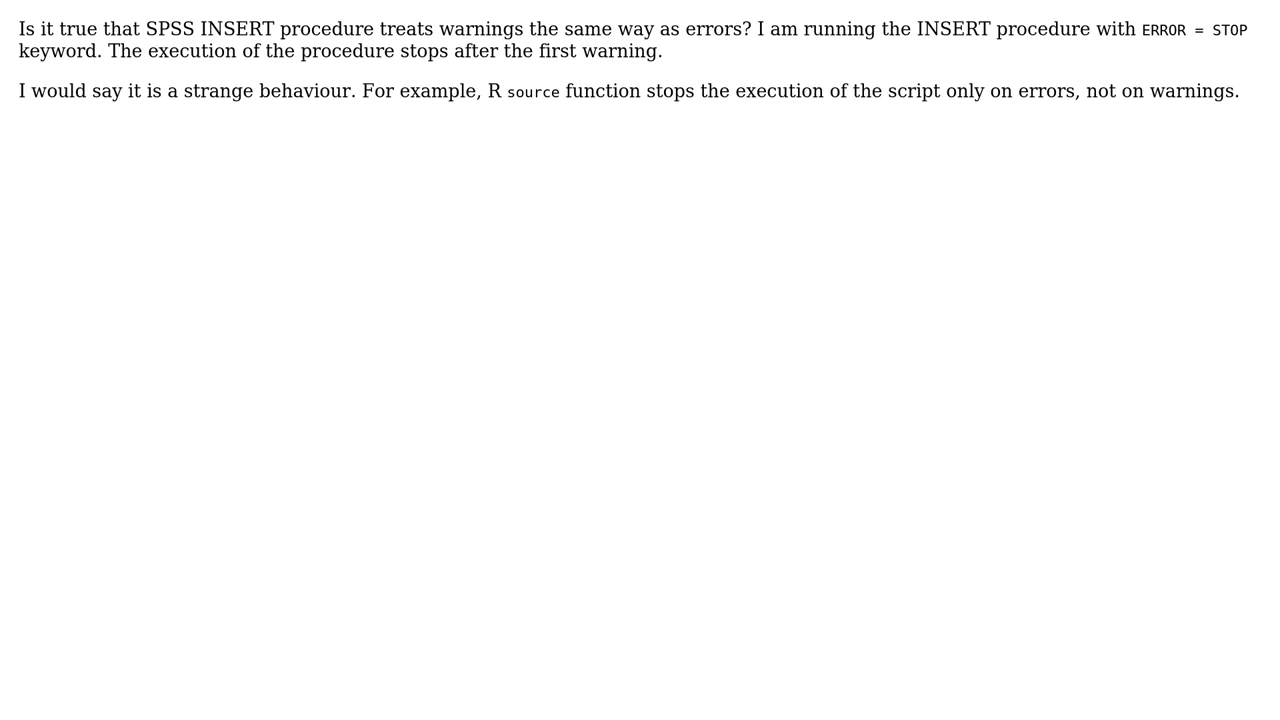 Is it true that SPSS INSERT procedure treats warnings the same way as errors? I am running the INSERT procedure with ERROR = STOP
keyword. The execution of the procedure stops after the first warning.
I would say it is a strange behaviour. For example, R source function stops the execution of the script only on errors, not on warnings.